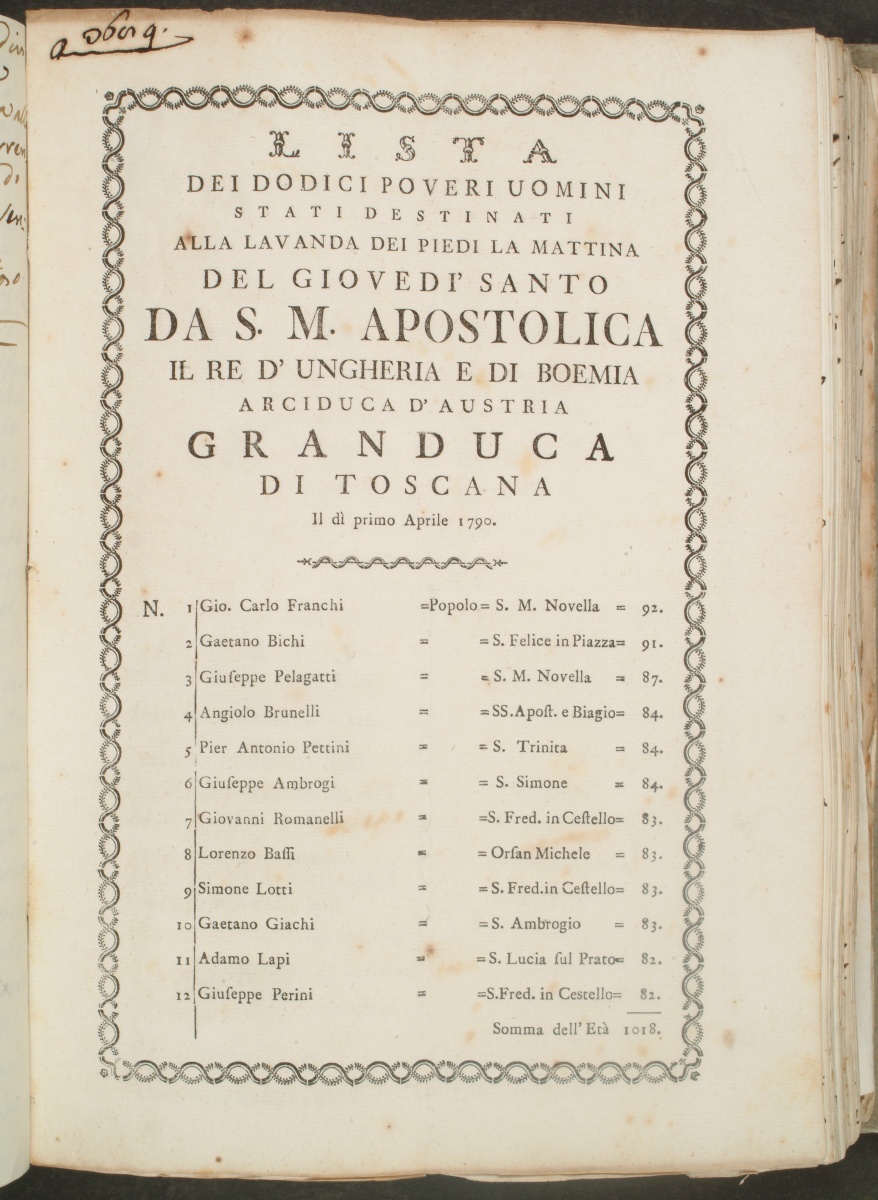 LISTA
DEI DODICI POVERI UOMINI
STATI DESTINATI
ALLA LAVANDA DEI PIEDI LA MATTINA
DEL GIOVEDI' SANTO
DA S. M. APOSTOLICA
IL RE D' UNGHERIA E DI BOEMIA
ARCIDUCA D' AUSTRIA
GRANDUCA
DI TOSCANA
Il dì primo Aprile 1790.
N. 1 Gio. Carlo Franchi =Popolo= S. M. Novella = 92.
2 Gaetano Bichi = = S. Felice in Piazza= 91.
3 Giuſeppe Pelagatti = = S. M. Novella = 87.
4 Angiolo Brunelli = =SS. Apoſt. e Biagio= 84.
5 Pier Antonio Pettini = = S. Trinita = 84.
6 Giuſeppe Ambrogi = = S. Simone = 84.
7 Giovanni Romanelli = =S. Fred. in Ceſtello= 83.
8 Lorenzo Baſſi = = Orſan Michele = 83.
9 Simone Lotti = = S. Fred. in Ceſtello= 83.
10 Gaetano Giachi = = S. Ambrogio = 83.
11 Adamo Lapi = = S. Lucia ſul Prato= 82.
12 Giuſeppe Perini = =S. Fred. in Cestello= 82.
Somma dell' Età 1018.